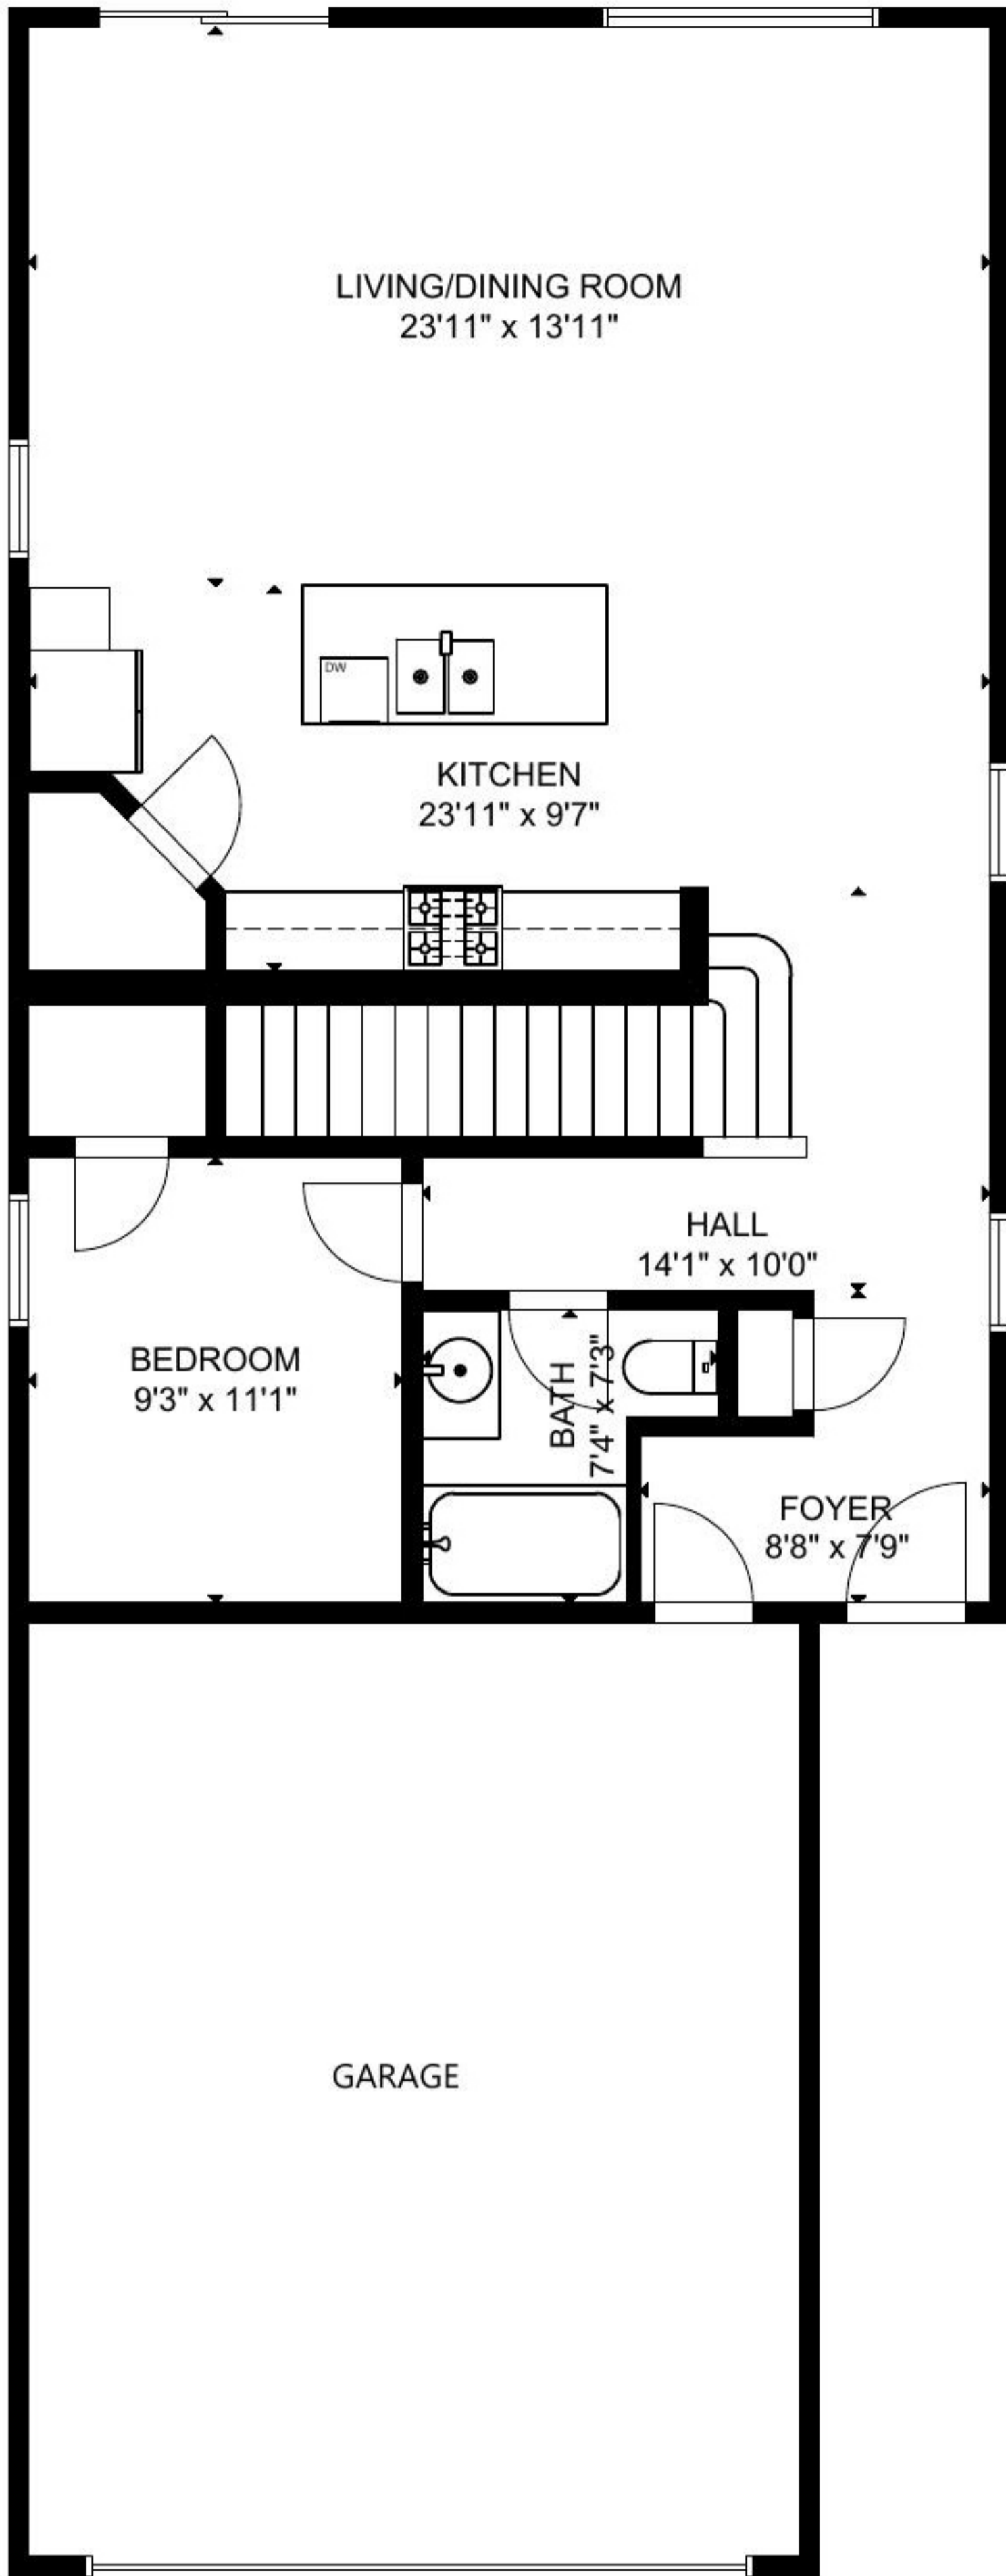 LIVING/DINING ROOM
23'11" x 13'11"
DW
KITCHEN
23'11" x 9'7"
HALL
14'1" x 10'0"
BEDROOM
9'3" x 11'1"
BATH
7'4" x 7'3"
FOYER
8'8" x 7'9"
GARAGE